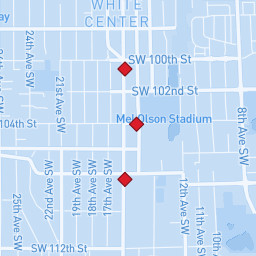 WHITE
CENTER
SW 100th St
24th Ave SW
21st Ave SW
SW 102nd St
104th St
Mel Olson Stadium
8th Ave SW
22nd Ave SW
19th Ave SW
18th Ave SW
17th Ave SW
25th Ave SW
12th Ave SW
11th Ave SW
10th
SW 112th St